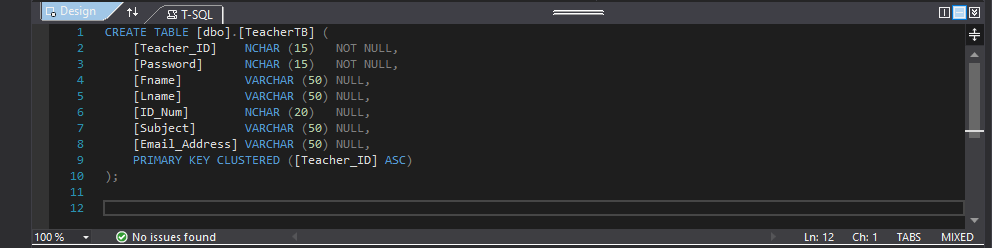 Design T-SQL
1 CREATE TABLE [dbo].[TeacherTB] (
2 [Teacher_ID] NCHAR (15) NOT NULL,
3 [Password] NCHAR (15) NOT NULL,
4 [Fname] VARCHAR (50) NULL,
5 [Lname] VARCHAR (50) NULL,
6 [ID_Num] NCHAR (20) NULL,
7 [Subject] VARCHAR (50) NULL,
8 [Email_Address] VARCHAR (50) NULL,
9 PRIMARY KEY CLUSTERED ([Teacher_ID] ASC)
10 );
11
12
100 % No issues found Ln: 12 Ch: 1 TABS MIXED